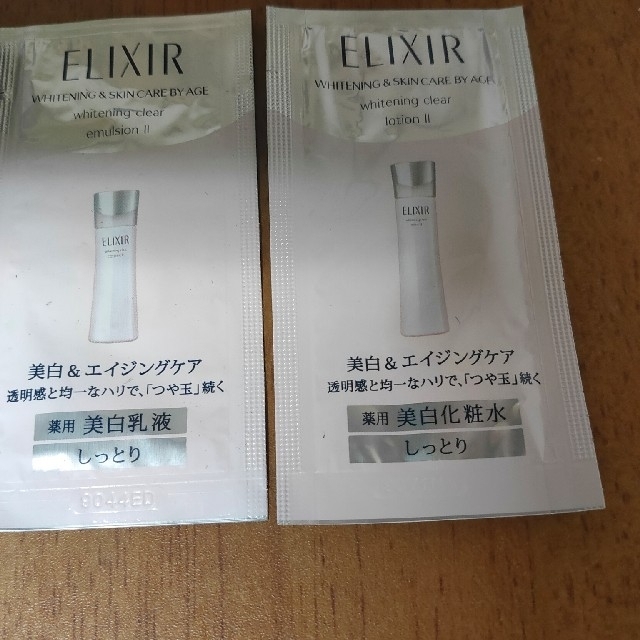 ELIXIR
WHITENING & SKIN CARE BY AGE
whitening clear
emulsion II
ELIXIR
美白&エイジングケア
透明感と均一なハリで、「つや玉」続く
薬用 美白乳液
しっとり
9044ED
ELIXIR
WHITENING & SKIN CARE BY AGE
whitening clear
lotion II
ELIXIR
美白&エイジングケア
透明感と均一なハリで、「つや玉」続く
薬用 美白化粧水
しっとり